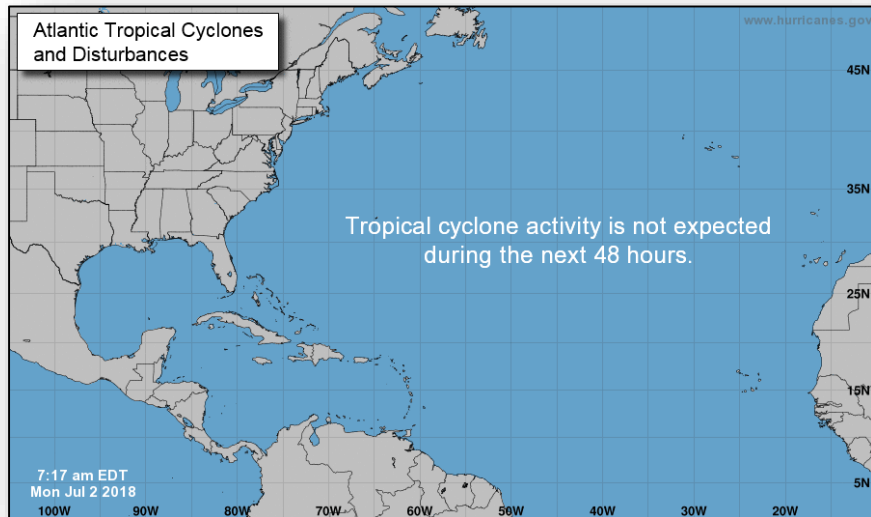 Atlantic Tropical Cyclones
and Disturbances
www.hurricanes.gov
45N
35N
Tropical cyclone activity is not expected
during the next 48 hours.
25N
15N
7:17 am EDT
Mon Jul 2 2018
5N
100W 90W 80W 70W 60W 50W 40W 30W 20W